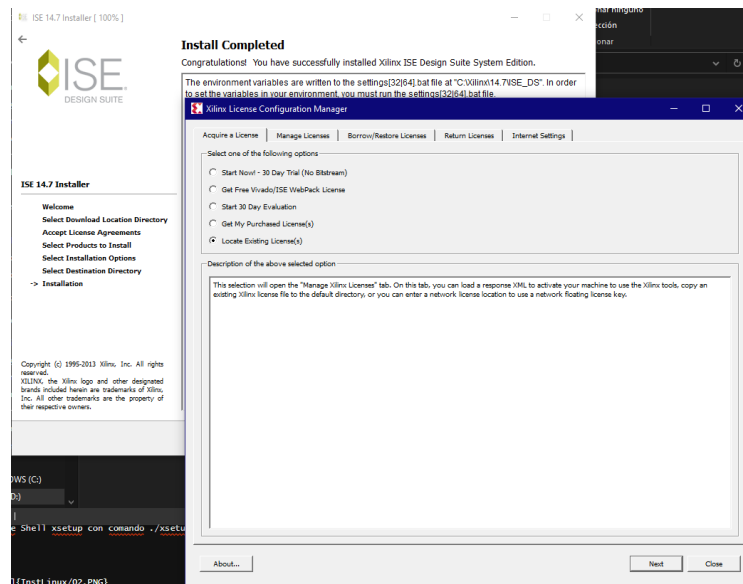 ISE 14.7 Installer [ 100% ]
ISE
DESIGN SUITE
Install Completed
Congratulations! You have successfully installed Xilinx ISE Design Suite System Edition.
The environment variables are written to the settings[32|64].bat file at "C:\Xilinx\14.7\ISE_DS". In order
to set the variables in your environment, you must run the settings[32|64].bat file.
ISE 14.7 Installer
Welcome
Select Download Location Directory
Accept License Agreements
Select Products to Install
Select Installation Options
Select Destination Directory
-> Installation
Copyright (c) 1995-2013 Xilinx, Inc. All rights
reserved.
XILINX, the Xilinx logo and other designated
brands included herein are trademarks of Xilinx,
Inc. All other trademarks are the property of
their respective owners.
Xilinx License Configuration Manager
Acquire a License
Manage Licenses
Borrow/Restore Licenses
Return Licenses
Internet Settings
Select one of the following options
Start Now! - 30 Day Trial (No Bitstream)
Get Free Vivado/ISE WebPack License
Start 30 Day Evaluation
Get My Purchased License(s)
Locate Existing License(s)
Description of the above selected option
This selection will open the "Manage Xilinx Licenses" tab. On this tab, you can load a response XML to activate your machine to use the Xilinx tools, copy an
existing Xilinx license file to the default directory, or you can enter a network license location to use a network floating license key.
About...
Next
Close
nar ninguno
cción
onar
OWS (C:)
D:)
e Shell xsetup con comando ./xsetu
l{InstLinux/02.PNG}